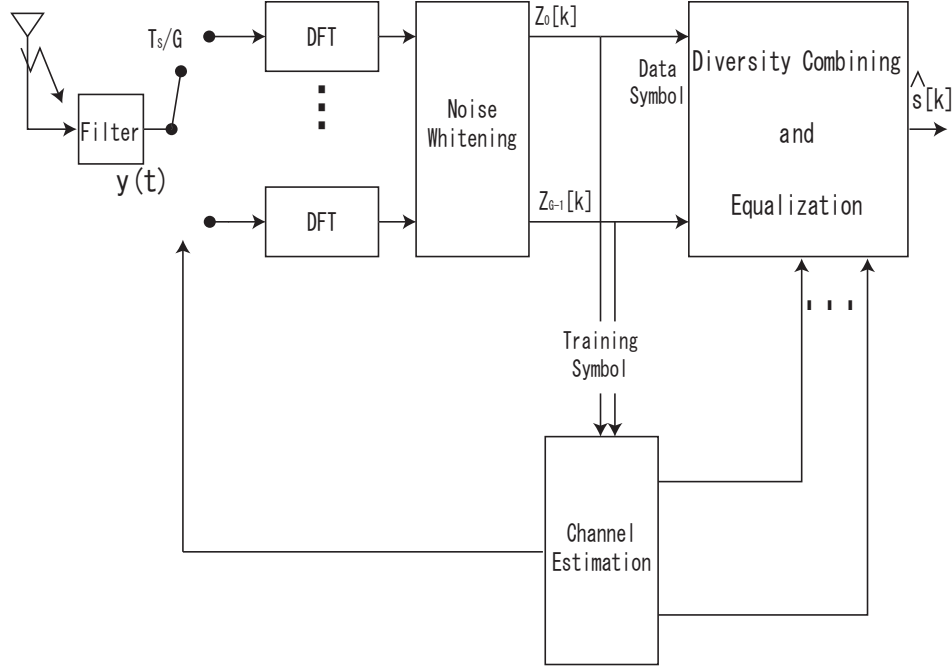 Ts/G
DFT
Z0[k]
Filter
y(t)
Noise
Whitening
Data
Symbol
Diversity Combining
and
Equalization
ŝ[k]
DFT
ZG-1[k]
Training
Symbol
Channel
Estimation